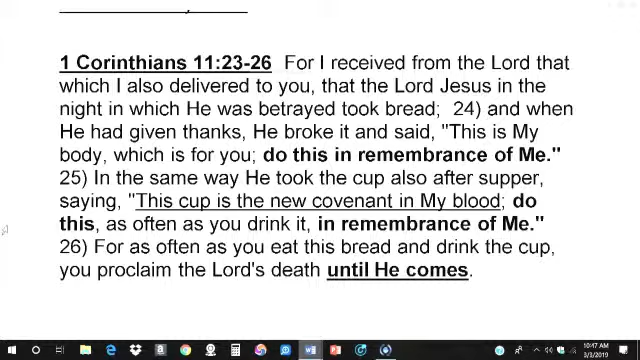 1 Corinthians 11:23-26 For I received from the Lord that
which I also delivered to you, that the Lord Jesus in the
night in which He was betrayed took bread; 24) and when
He had given thanks, He broke it and said, "This is My
body, which is for you; do this in remembrance of Me."
25) In the same way He took the cup also after supper,
saying, "This cup is the new covenant in My blood; do
this, as often as you drink it, in remembrance of Me."
26) For as often as you eat this bread and drink the cup,
you proclaim the Lord's death until He comes.
10:47 AM
3/3/2019